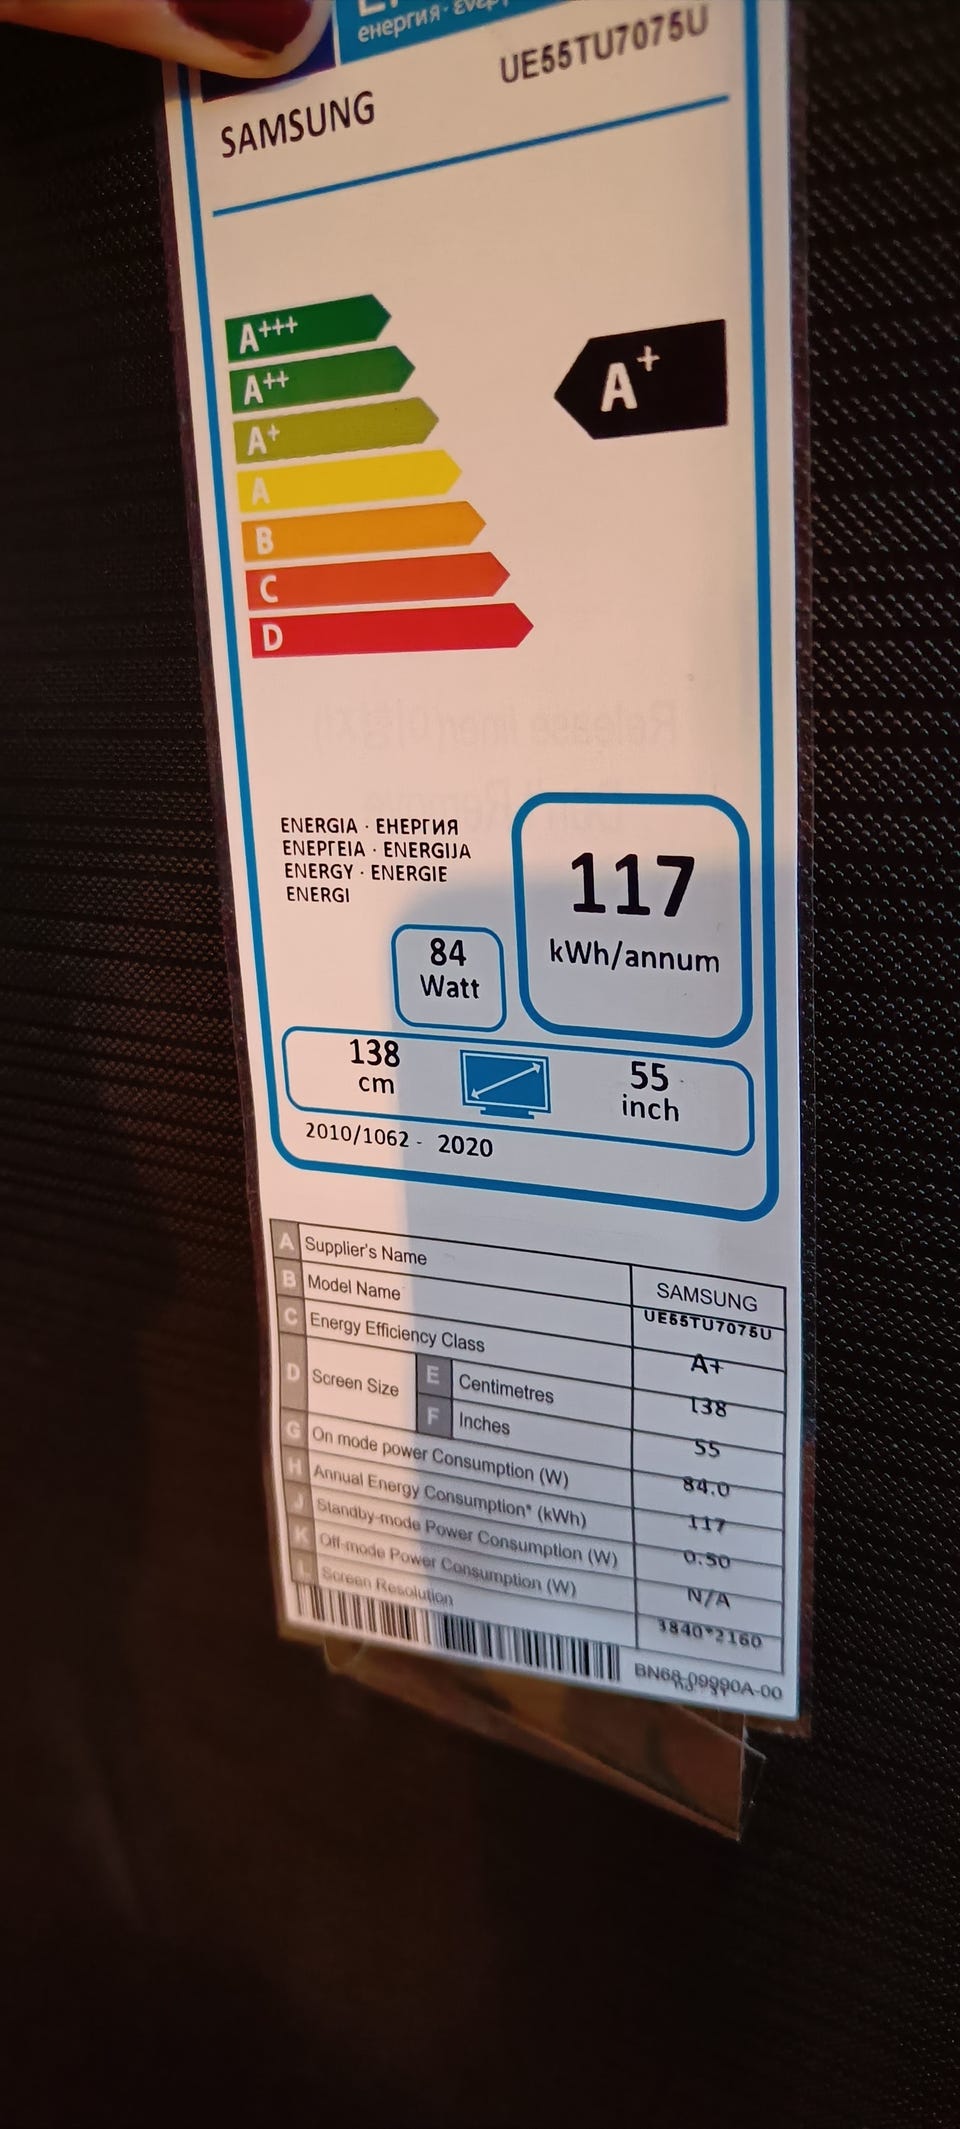 енергия
SAMSUNG UE55TU7075U
A+++
A++
A+
A+
A
B
C
D
ENERGIA · ЕНЕРГИЯ
ΕΝΕΡΓΕΙΑ · ENERGIJA
ENERGY · ENERGIE
ENERGI
117
kWh/annum
84
Watt
138
cm
55
inch
2010/1062 - 2020
A Supplier's Name SAMSUNG
B Model Name UE55TU7075U
C Energy Efficiency Class A+
D Screen Size E Centimetres 138
F Inches 55
G On mode power Consumption (W) 84.0
H Annual Energy Consumption* (kWh) 117
J Standby-mode Power Consumption (W) 0.50
K Off-mode Power Consumption (W) N/A
L Screen Resolution 3840*2160
BN68-09990A-00